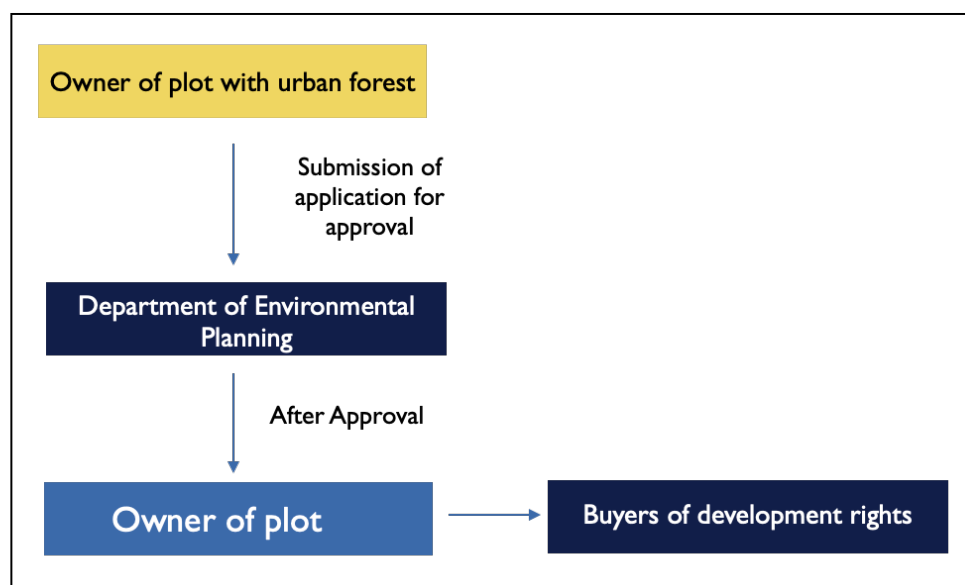 Owner of plot with urban forest
Submission of
application for
approval
Department of Environmental
Planning
After Approval
Owner of plot
Buyers of development rights